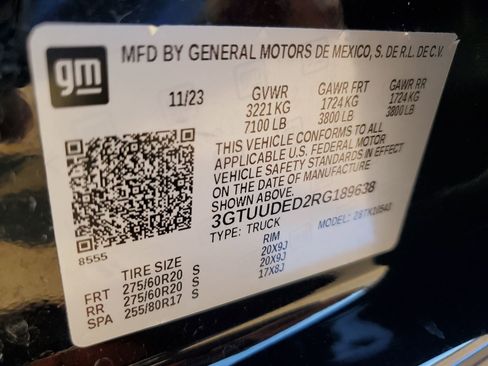 gm
MFD BY GENERAL MOTORS DE MEXICO, S. DE R.L. DE C.V.
11/23 GVWR GAWR FRT GAWR RR
3221 KG 1724 KG 1724 KG
7100 LB 3800 LB 3800 LB
THIS VEHICLE CONFORMS TO ALL
APPLICABLE U.S. FEDERAL MOTOR
VEHICLE SAFETY STANDARDS IN EFFECT
ON THE DATE OF MANUFACTURE
SHOWN ABOVE.
3GTUUDED2RG189638
TYPE: TRUCK MODEL:
8555
TIRE SIZE RIM
FRT 275/60R20 S 20X9J
RR 275/60R20 S 20X9J
SPA 255/80R17 S 17X8J